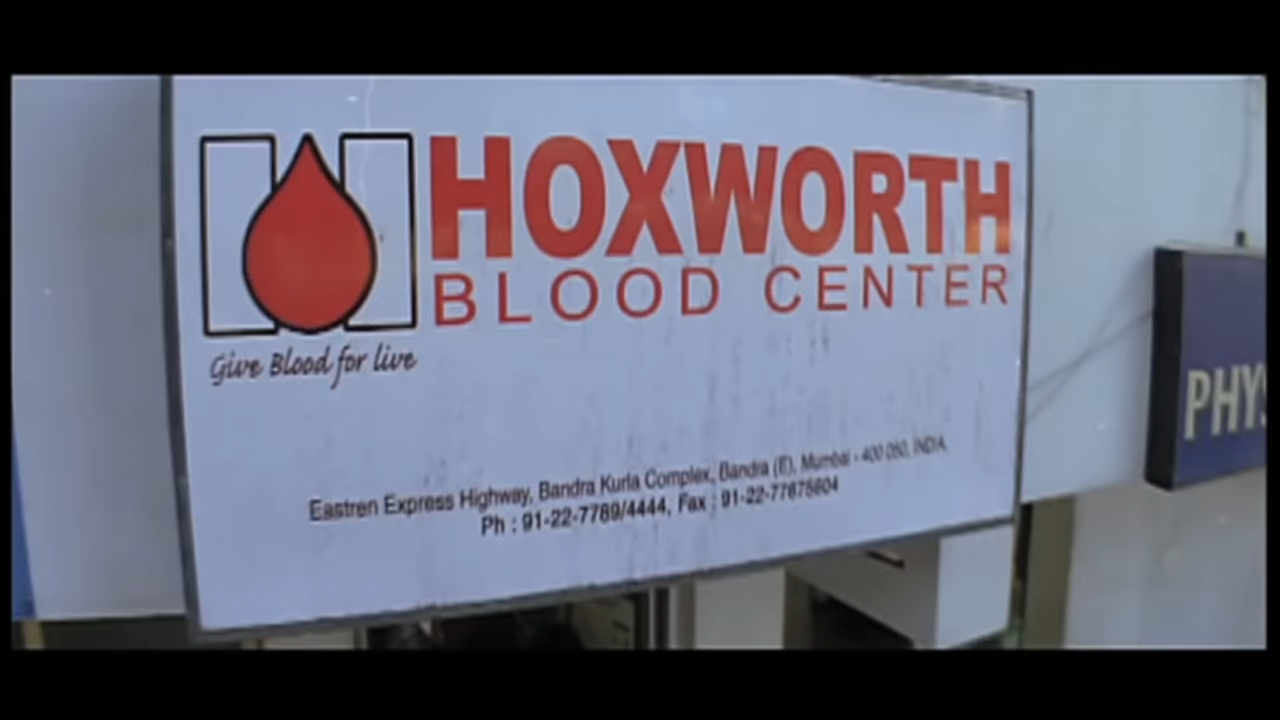 HOXWORTH
BLOOD CENTER
Give Blood for live
Eastren Express Highway, Bandra Kurla Complex, Bandra (E), Mumbai - 400 050, INDIA,
Ph : 91-22-7789/4444, Fax : 91-22-77875604
PHYS